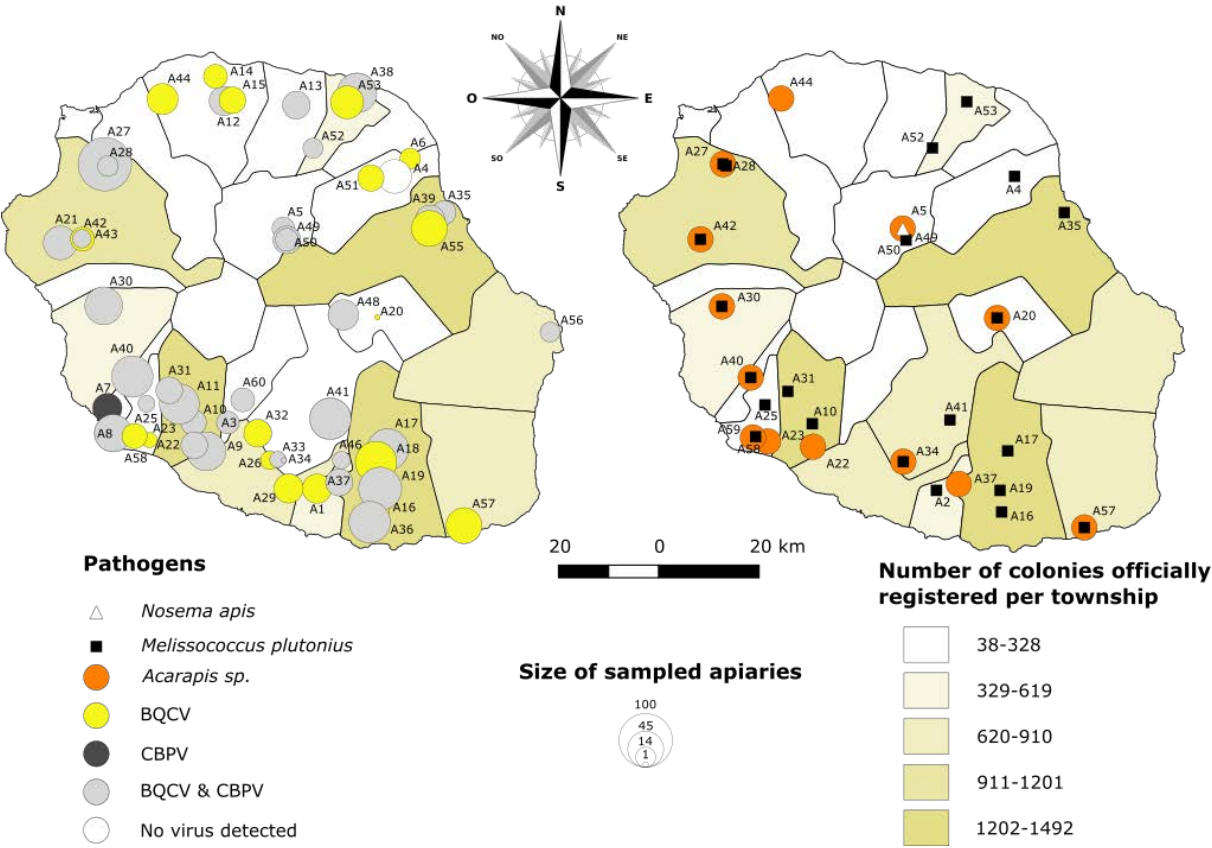 N
NO
NE
O
E
SO
SE
S
A44
A14
A15
A12
A13
A38
A53
A52
A27
A28
A6
A4
A51
A21
A42
A43
A5
A49
A50
A39
A35
A55
A30
A48
A20
A56
A40
A7
A31
A11
A60
A41
A25
A10
A3
A32
A17
A8
A23
A22
A9
A33
A46
A18
A58
A26
A34
A37
A19
A29
A1
A16
A36
A57
A44
A53
A52
A27
A28
A4
A5
A35
A42
A49
A50
A30
A20
A40
A31
A25
A10
A41
A59
A58
A23
A22
A34
A17
A37
A2
A19
A16
A57
20 0 20 km
Pathogens
Nosema apis
Melissococcus plutonius
Acarapis sp.
BQCV
CBPV
BQCV & CBPV
No virus detected
Size of sampled apiaries
100
45
14
1
Number of colonies officially
registered per township
38-328
329-619
620-910
911-1201
1202-1492